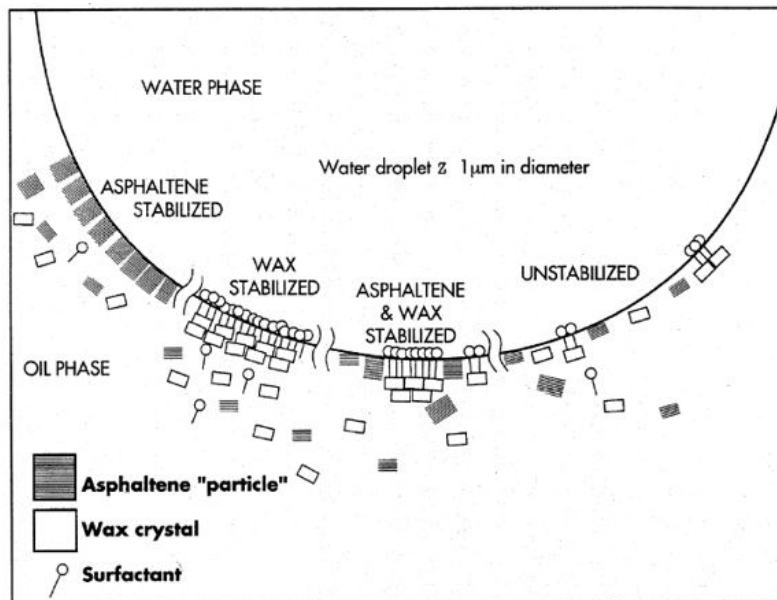 WATER PHASE
Water droplet ≥ 1μm in diameter
ASPHALTENE
STABILIZED
WAX
STABILIZED
ASPHALTENE
& WAX
STABILIZED
UNSTABILIZED
OIL PHASE
Asphaltene "particle"
Wax crystal
Surfactant